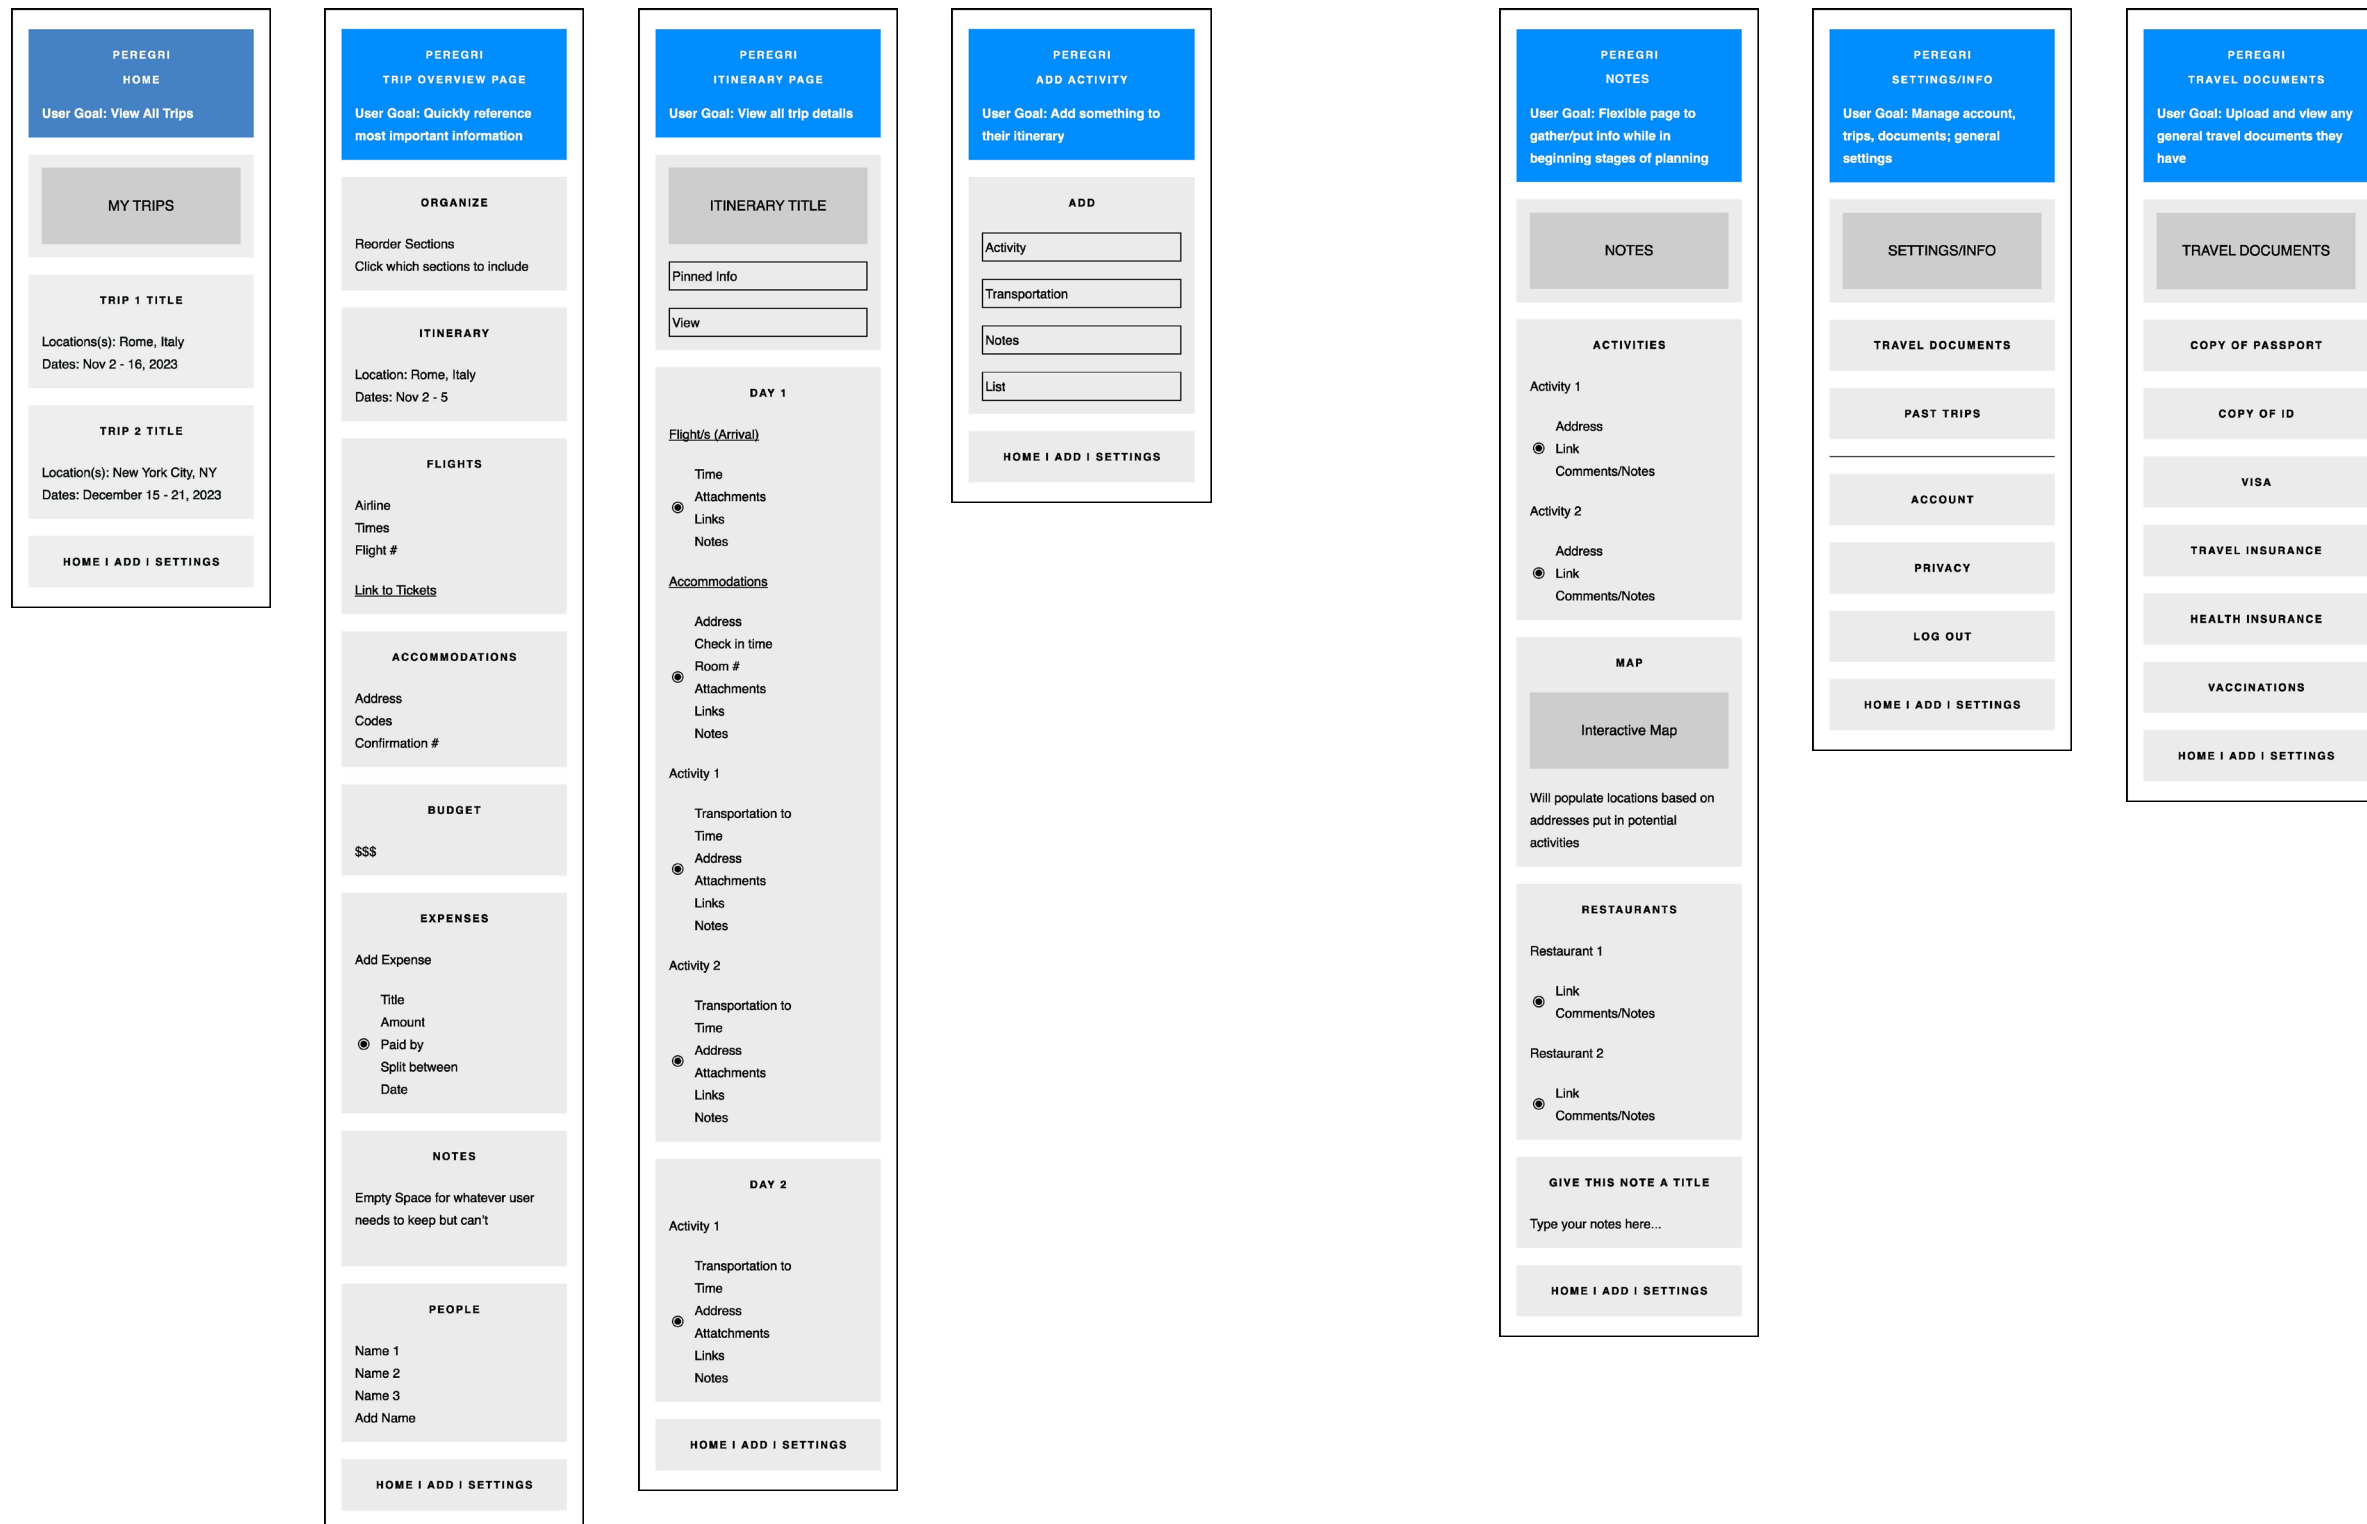 PEREGRI
HOME
User Goal: View All Trips
MY TRIPS
TRIP 1 TITLE
Locations(s): Rome, Italy
Dates: Nov 2 - 16, 2023
TRIP 2 TITLE
Location(s): New York City, NY
Dates: December 15 - 21, 2023
HOME I ADD I SETTINGS
PEREGRI
TRIP OVERVIEW PAGE
User Goal: Quickly reference
most important information
ORGANIZE
Reorder Sections
Click which sections to include
ITINERARY
Location: Rome, Italy
Dates: Nov 2 - 5
FLIGHTS
Airline
Times
Flight #
Link to Tickets
ACCOMMODATIONS
Address
Codes
Confirmation #
BUDGET
$$$
EXPENSES
Add Expense
Title
Amount
Paid by
Split between
Date
NOTES
Empty Space for whatever user
needs to keep but can't
PEOPLE
Name 1
Name 2
Name 3
Add Name
HOME I ADD I SETTINGS
PEREGRI
ITINERARY PAGE
User Goal: View all trip details
ITINERARY TITLE
Pinned Info
View
DAY 1
Flight/s (Arrival)
Time
Attachments
Links
Notes
Accommodations
Address
Check in time
Room #
Attachments
Links
Notes
Activity 1
Transportation to
Time
Address
Attachments
Links
Notes
Activity 2
Transportation to
Time
Address
Attachments
Links
Notes
DAY 2
Activity 1
Transportation to
Time
Address
Attatchments
Links
Notes
HOME I ADD I SETTINGS
PEREGRI
ADD ACTIVITY
User Goal: Add something to
their itinerary
ADD
Activity
Transportation
Notes
List
HOME I ADD I SETTINGS
PEREGRI
NOTES
User Goal: Flexible page to
gather/put info while in
beginning stages of planning
NOTES
ACTIVITIES
Activity 1
Address
Link
Comments/Notes
Activity 2
Address
Link
Comments/Notes
MAP
Interactive Map
Will populate locations based on
addresses put in potential
activities
RESTAURANTS
Restaurant 1
Link
Comments/Notes
Restaurant 2
Link
Comments/Notes
GIVE THIS NOTE A TITLE
Type your notes here...
HOME I ADD I SETTINGS
PEREGRI
SETTINGS/INFO
User Goal: Manage account,
trips, documents; general
settings
SETTINGS/INFO
TRAVEL DOCUMENTS
PAST TRIPS
ACCOUNT
PRIVACY
LOG OUT
HOME I ADD I SETTINGS
PEREGRI
TRAVEL DOCUMENTS
User Goal: Upload and view any
general travel documents they
have
TRAVEL DOCUMENTS
COPY OF PASSPORT
COPY OF ID
VISA
TRAVEL INSURANCE
HEALTH INSURANCE
VACCINATIONS
HOME I ADD I SETTINGS